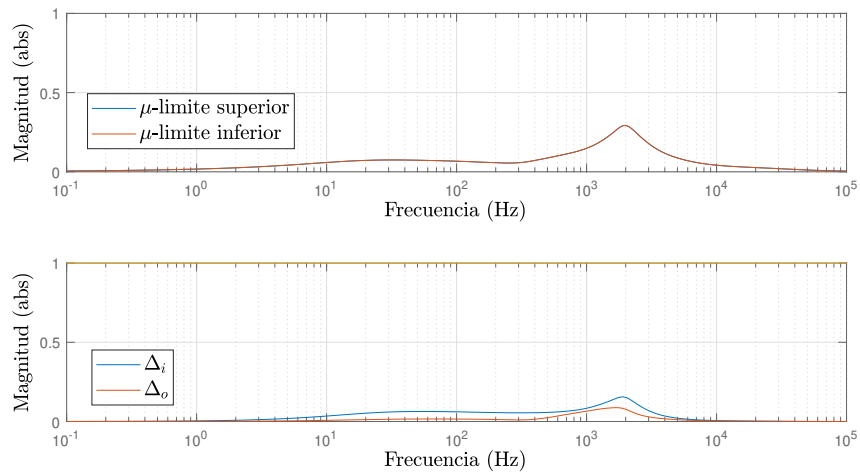 1
0.5
0
Magnitud (abs)
μ-limite superior
μ-limite inferior
10^-1 10^0 10^1 10^2 10^3 10^4 10^5
Frecuencia (Hz)
1
0.5
0
Magnitud (abs)
Δ_i
Δ_o
10^-1 10^0 10^1 10^2 10^3 10^4 10^5
Frecuencia (Hz)